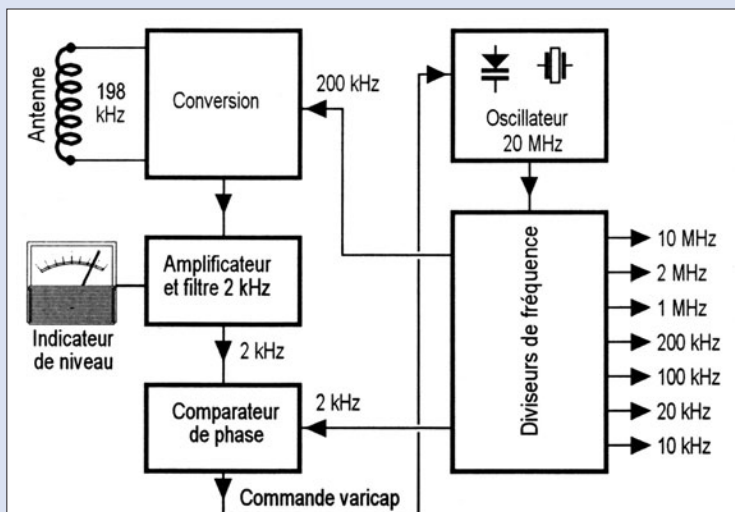 Antenne
198
kHz
Conversion
200 kHz
Oscillateur
20 MHz
Amplificateur
et filtre 2 kHz
Indicateur
de niveau
2 kHz
Comparateur
de phase
2 kHz
Diviseurs de fréquence
10 MHz
2 MHz
1 MHz
200 kHz
100 kHz
20 kHz
10 kHz
Commande varicap